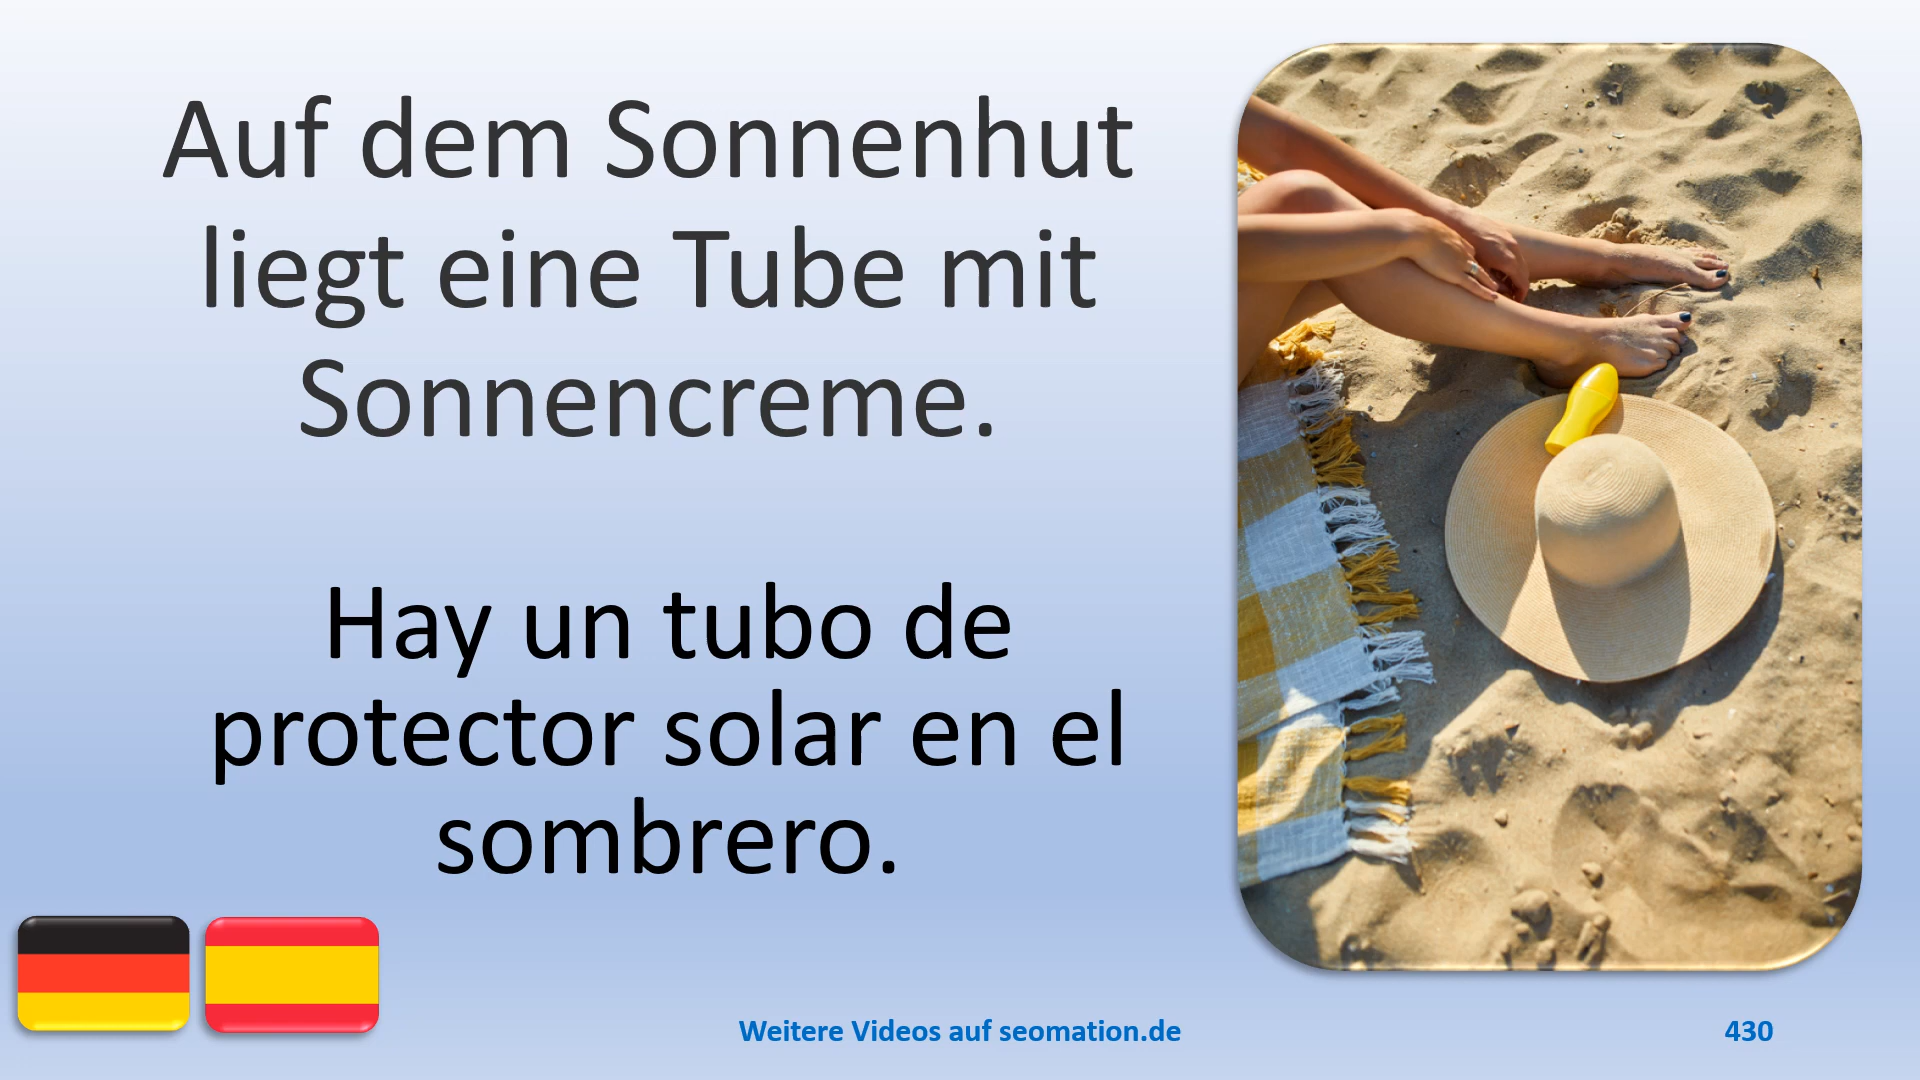 Auf dem Sonnenhut
liegt eine Tube mit
Sonnencreme.
Hay un tubo de
protector solar en el
sombrero.
Weitere Videos auf seomation.de
430